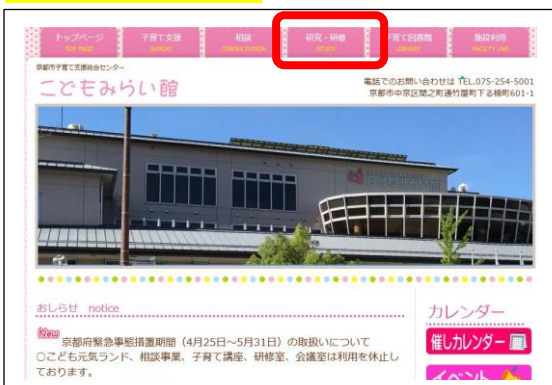 トップページ 子育て支援 相談 研究・研修 子育て図書館 施設利用
TOP PAGE SUPORT CONSULTATION STUDY LIBRARY FACILITY USE
京都市子育て支援総合センター
こどもみらい館
電話でのお問い合わせは TEL.075-254-5001
京都市中京区間之町通竹屋町下る楠町601-1
おしらせ notice
カレンダー
New 京都府緊急事態措置期間（4月25日～5月31日）の取扱いについて
○こども元気ランド、相談事業、子育て講座、研修室、会議室は利用を休止し
ております。
催しカレンダー
イベント